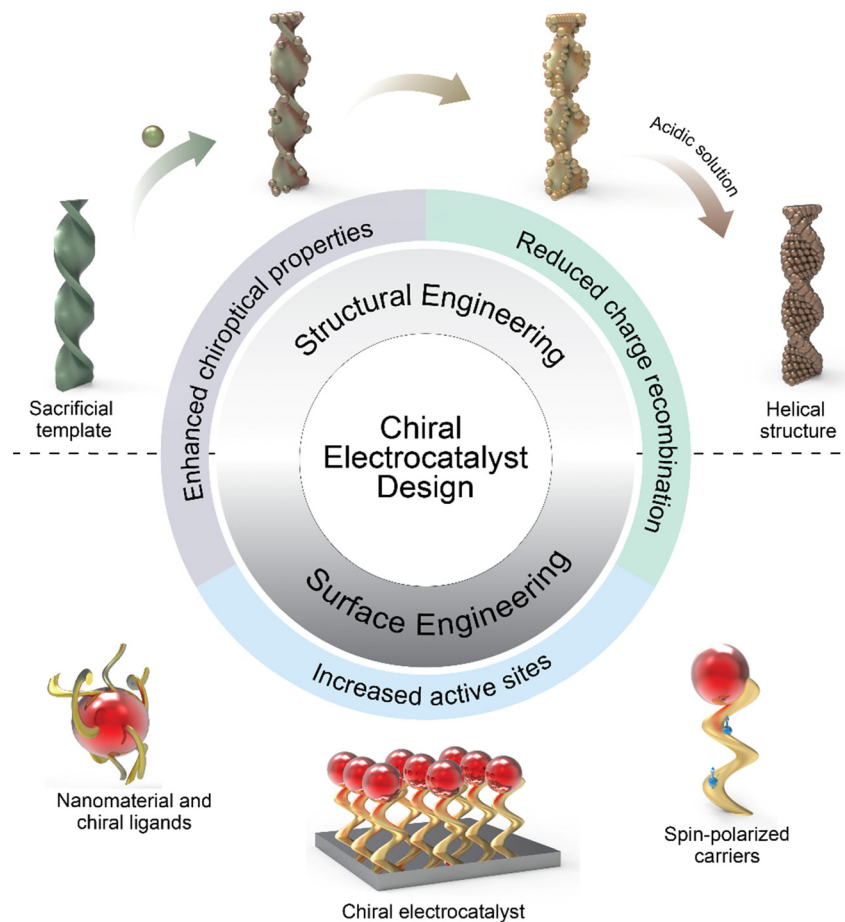 Acidic solution
Enhanced chiroptical properties
Reduced charge recombination
Structural Engineering
Sacrificial
template
Helical
structure
Chiral
Electrocatalyst
Design
Surface Engineering
Increased active sites
Nanomaterial and
chiral ligands
Spin-polarized
carriers
Chiral electrocatalyst